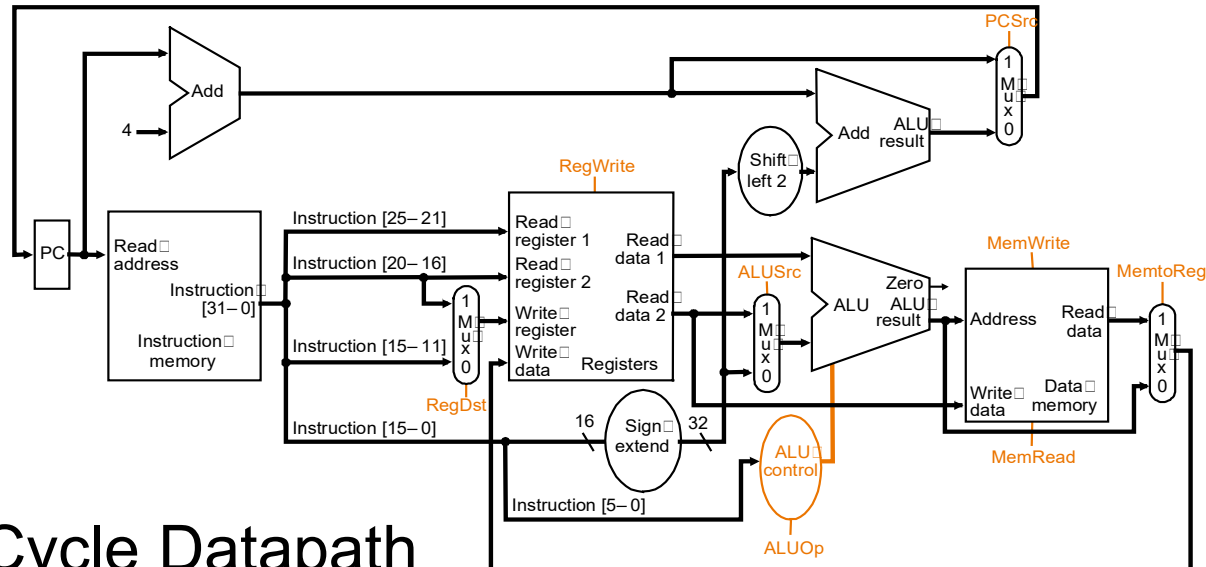 PCSrc
1
M
u
x
0
Add
4
Add
ALU
result
Shift
left 2
RegWrite
PC
Read
address
Instruction
[31–0]
Instruction
memory
Instruction [25–21]
Instruction [20–16]
Instruction [15–11]
Instruction [15–0]
1
M
u
x
0
RegDst
Read
register 1
Read
register 2
Write
register
Write
data
Read
data 1
Read
data 2
Registers
ALUSrc
1
M
u
x
0
Zero
ALU
ALU
result
MemWrite
Address
Read
data
Write
data
Data
memory
MemRead
MemtoReg
1
M
u
x
0
16
Sign
extend
32
ALU
control
Instruction [5–0]
ALUOp
Cycle Datapath